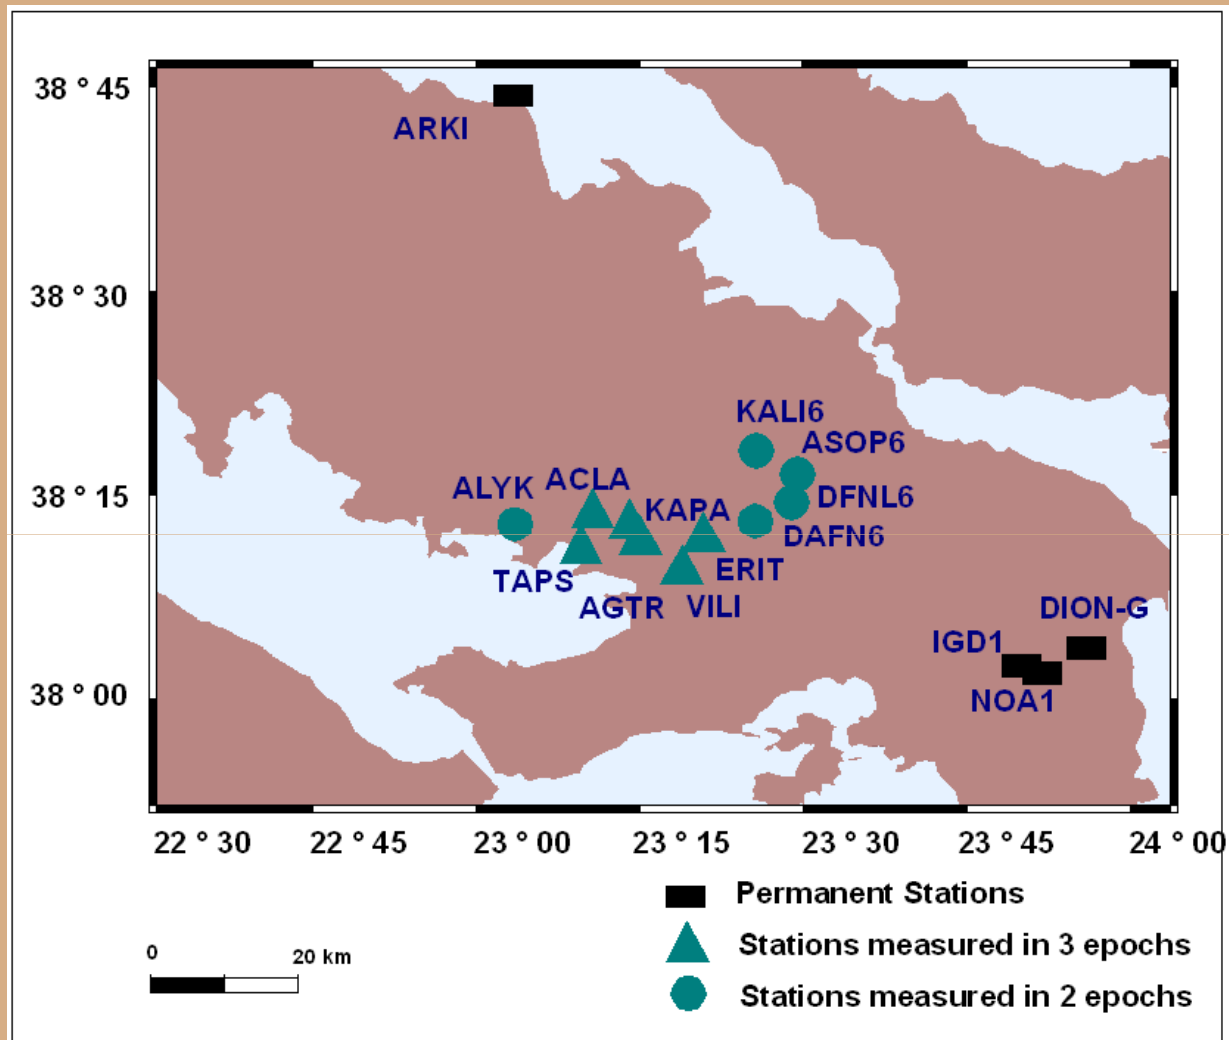 38 ° 45
ARKI
38 ° 30
KALI6
ASOP6
ACLA
ALYK
38 ° 15
DFNL6
KAPA
DAFN6
ERIT
TAPS
AGTR
VILI
DION-G
IGD1
38 ° 00
NOA1
22 ° 30
22 ° 45
23 ° 00
23 ° 15
23 ° 30
23 ° 45
24 ° 00
Permanent Stations
0
20 km
Stations measured in 3 epochs
Stations measured in 2 epochs